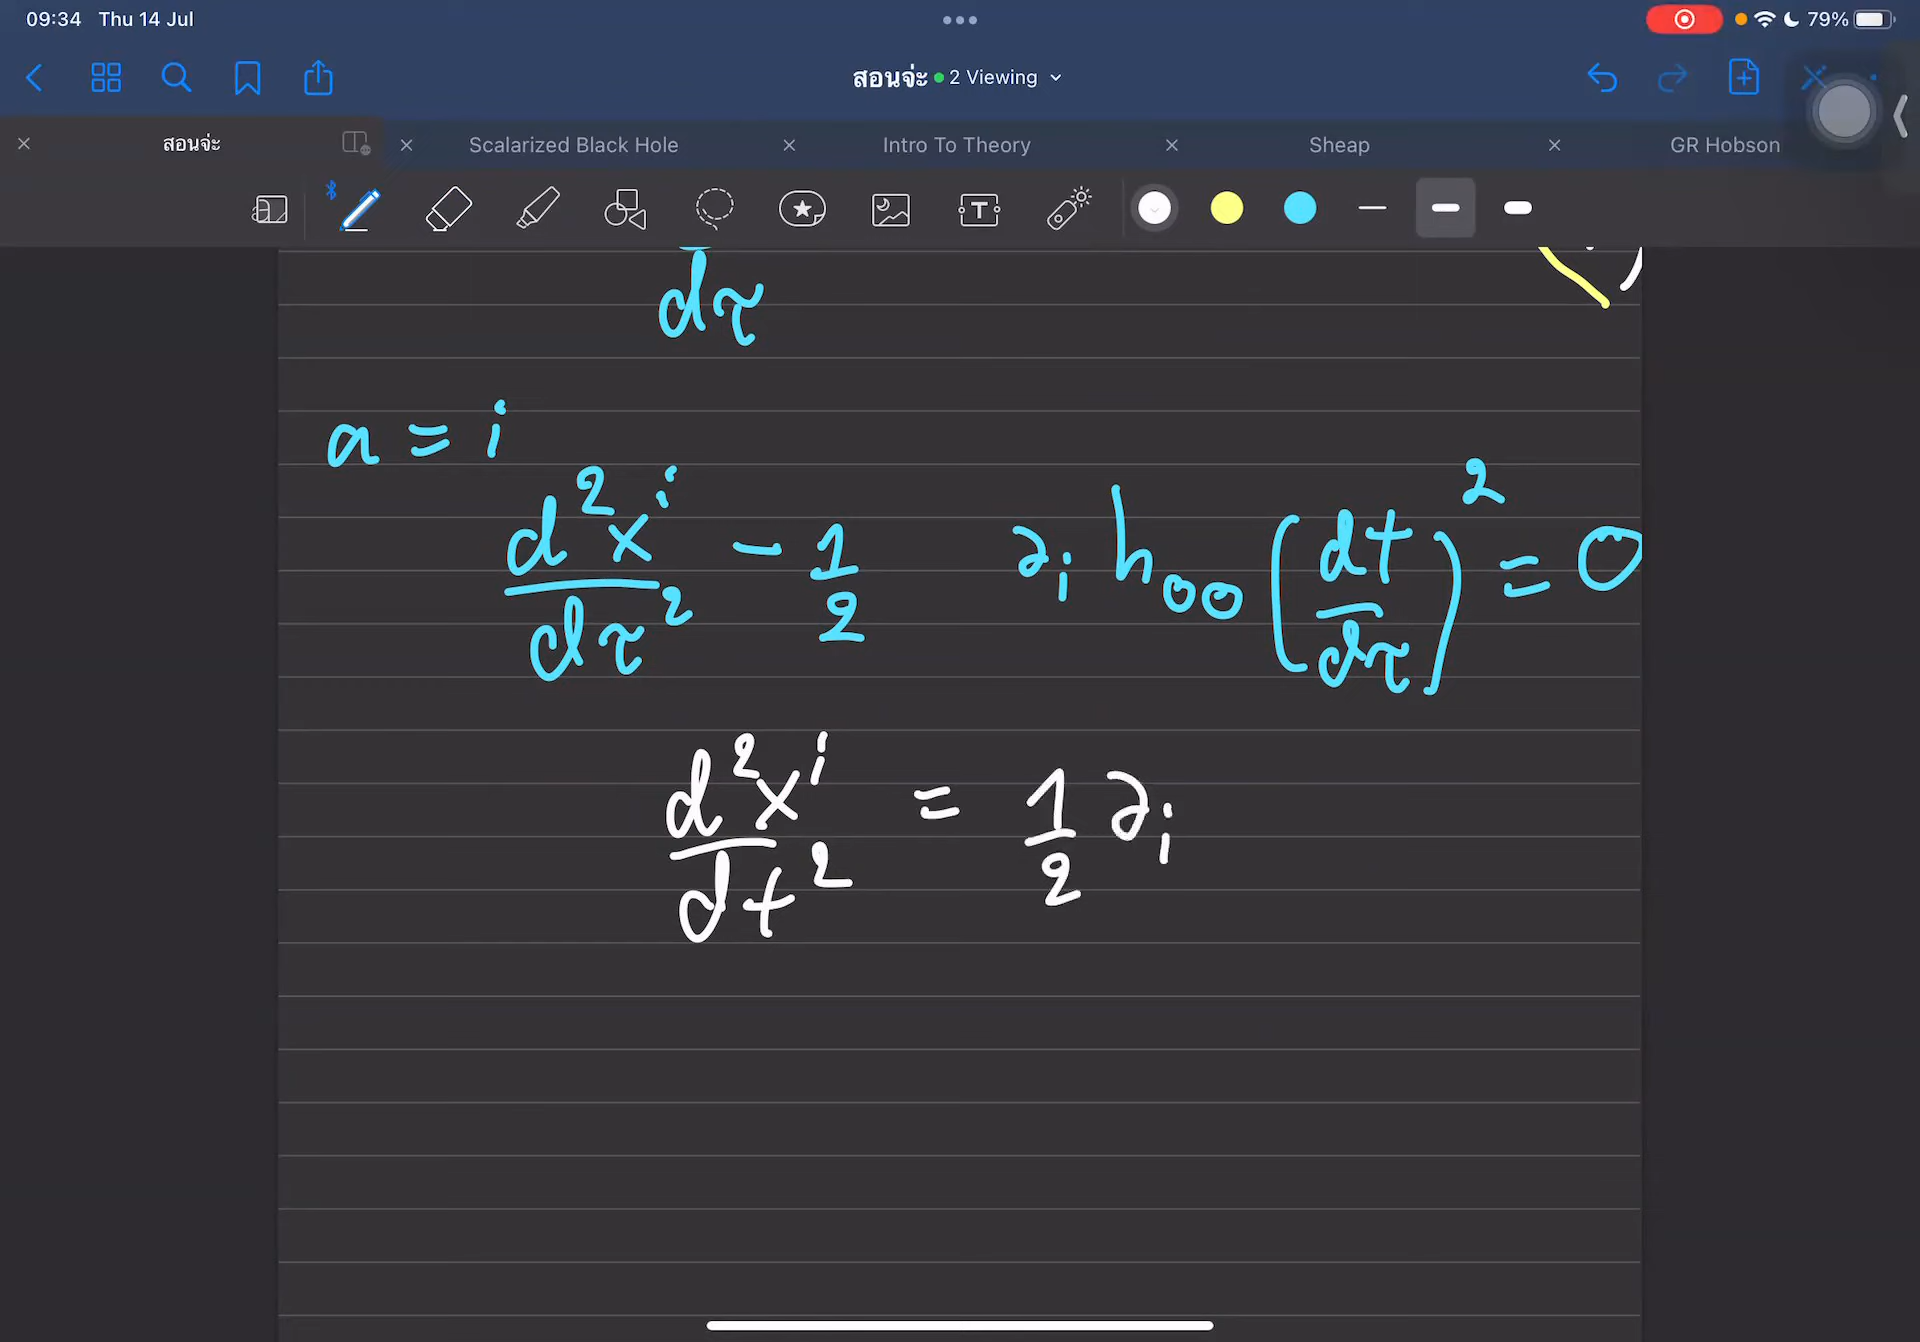 09:34 Thu 14 Jul
79%
สอนจ่ะ 2 Viewing
สอนจ่ะ
Scalarized Black Hole
Intro To Theory
Sheap
GR Hobson
T
dτ
a = i
d²xⁱ/dτ² - 1/2 ∂ᵢ h₀₀ (dt/dτ)² = 0
d²xⁱ/dt² = 1/2 ∂ᵢ